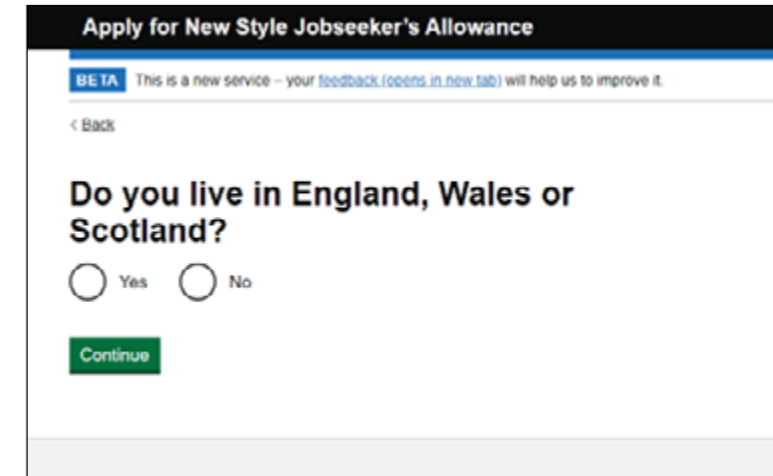 Apply for New Style Jobseeker's Allowance
BETA This is a new service – your feedback (opens in new tab) will help us to improve it.
< Back
Do you live in England, Wales or
Scotland?
Yes No
Continue